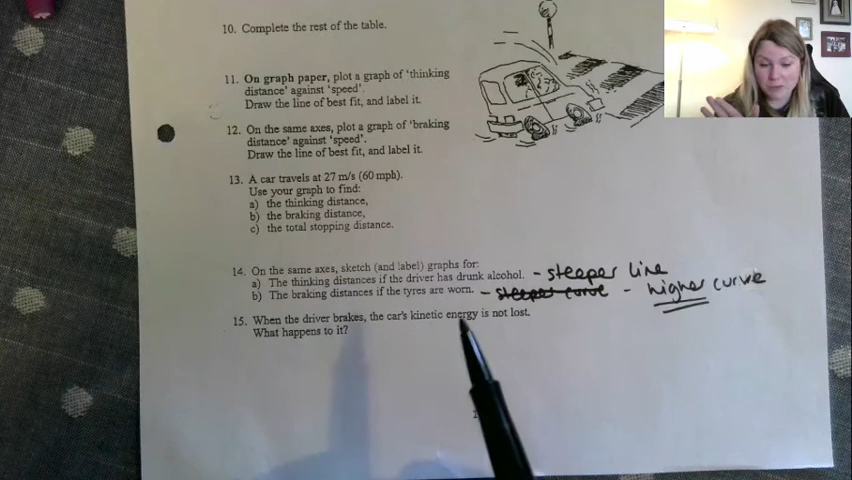 10. Complete the rest of the table.
11. On graph paper, plot a graph of 'thinking
distance' against 'speed'.
Draw the line of best fit, and label it.
12. On the same axes, plot a graph of 'braking
distance' against 'speed'.
Draw the line of best fit, and label it.
13. A car travels at 27 m/s (60 mph).
Use your graph to find:
a) the thinking distance,
b) the braking distance,
c) the total stopping distance.
14. On the same axes, sketch (and label) graphs for:
a) The thinking distances if the driver has drunk alcohol. - steeper line
b) The braking distances if the tyres are worn. - steeper curve - higher curve
15. When the driver brakes, the car's kinetic energy is not lost.
What happens to it?